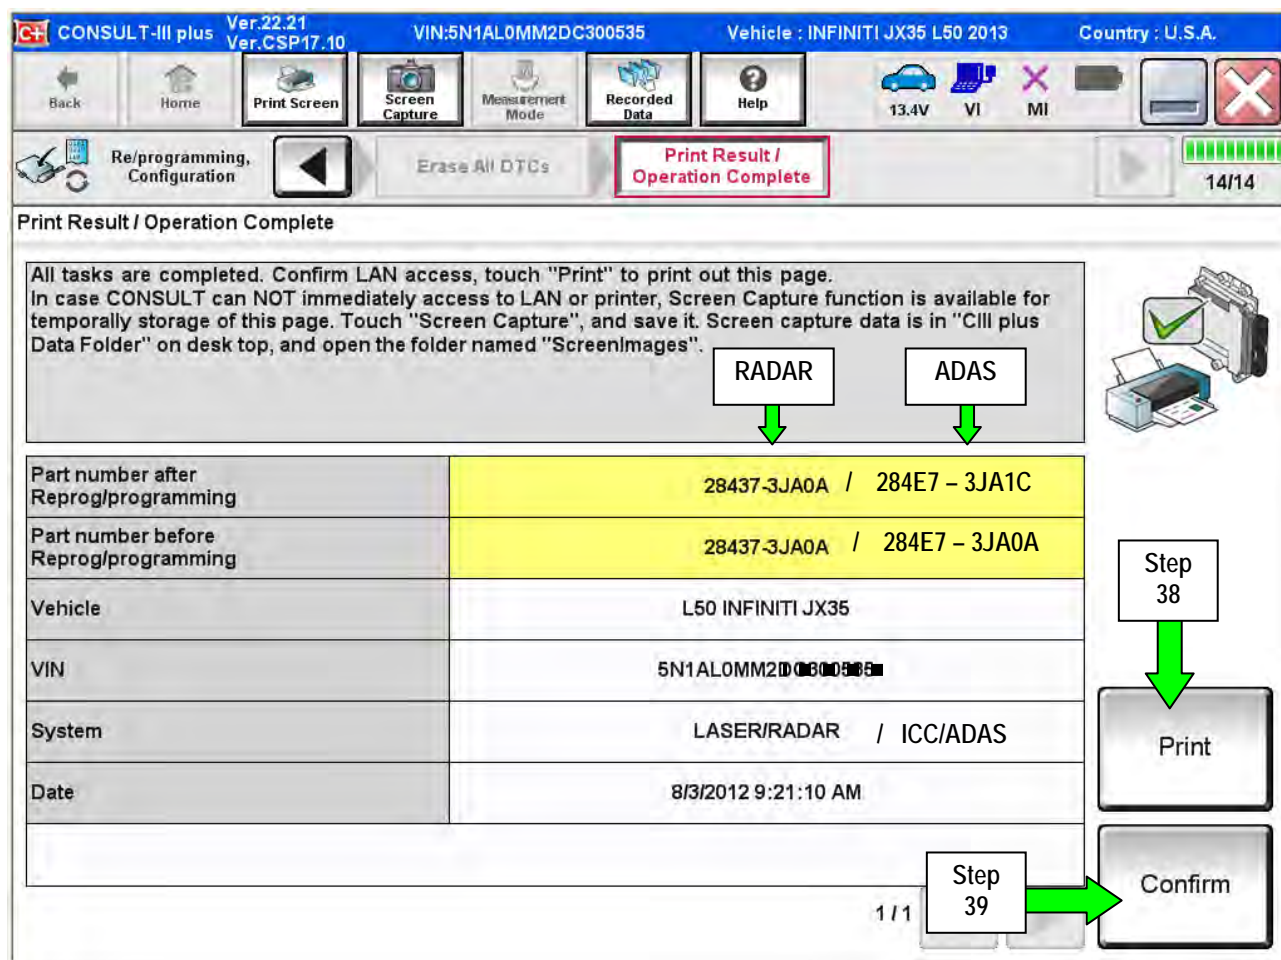 C+ CONSULT-III plus Ver.22.21
Ver.CSP17.10
VIN:5N1AL0MM2DC300535
Vehicle : INFINITI JX35 L50 2013
Country : U.S.A.
Back
Home
Print Screen
Screen
Capture
Measurement
Mode
Recorded
Data
Help
13.4V
VI
MI
Re/programming,
Configuration
Erase All DTCs
Print Result /
Operation Complete
14/14
Print Result / Operation Complete
All tasks are completed. Confirm LAN access, touch "Print" to print out this page.
In case CONSULT can NOT immediately access to LAN or printer, Screen Capture function is available for
temporally storage of this page. Touch "Screen Capture", and save it. Screen capture data is in "CIII plus
Data Folder" on desk top, and open the folder named "ScreenImages".
RADAR
ADAS
Part number after
Reprog/programming
28437-3JA0A / 284E7 – 3JA1C
Part number before
Reprog/programming
28437-3JA0A / 284E7 – 3JA0A
Step
38
Vehicle
L50 INFINITI JX35
VIN
5N1AL0MM2
System
LASER/RADAR / ICC/ADAS
Print
Date
8/3/2012 9:21:10 AM
Step
39
Confirm
1 / 1